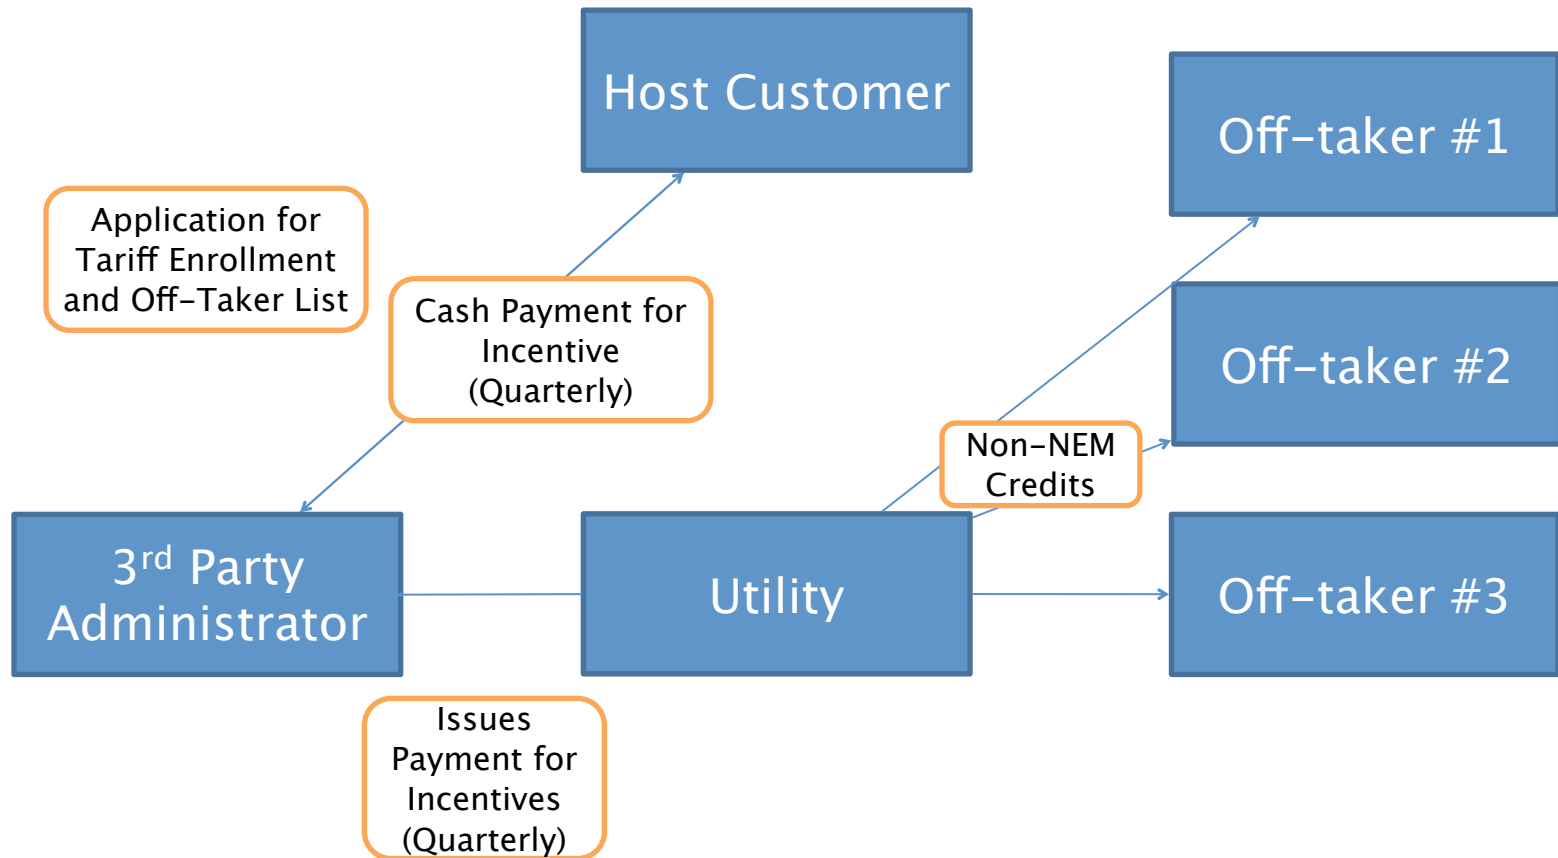 Host Customer
Off-taker #1
Application for
Tariff Enrollment
and Off-Taker List
Cash Payment for
Incentive
(Quarterly)
Off-taker #2
Non-NEM
Credits
3rd Party
Administrator
Utility
Off-taker #3
Issues
Payment for
Incentives
(Quarterly)